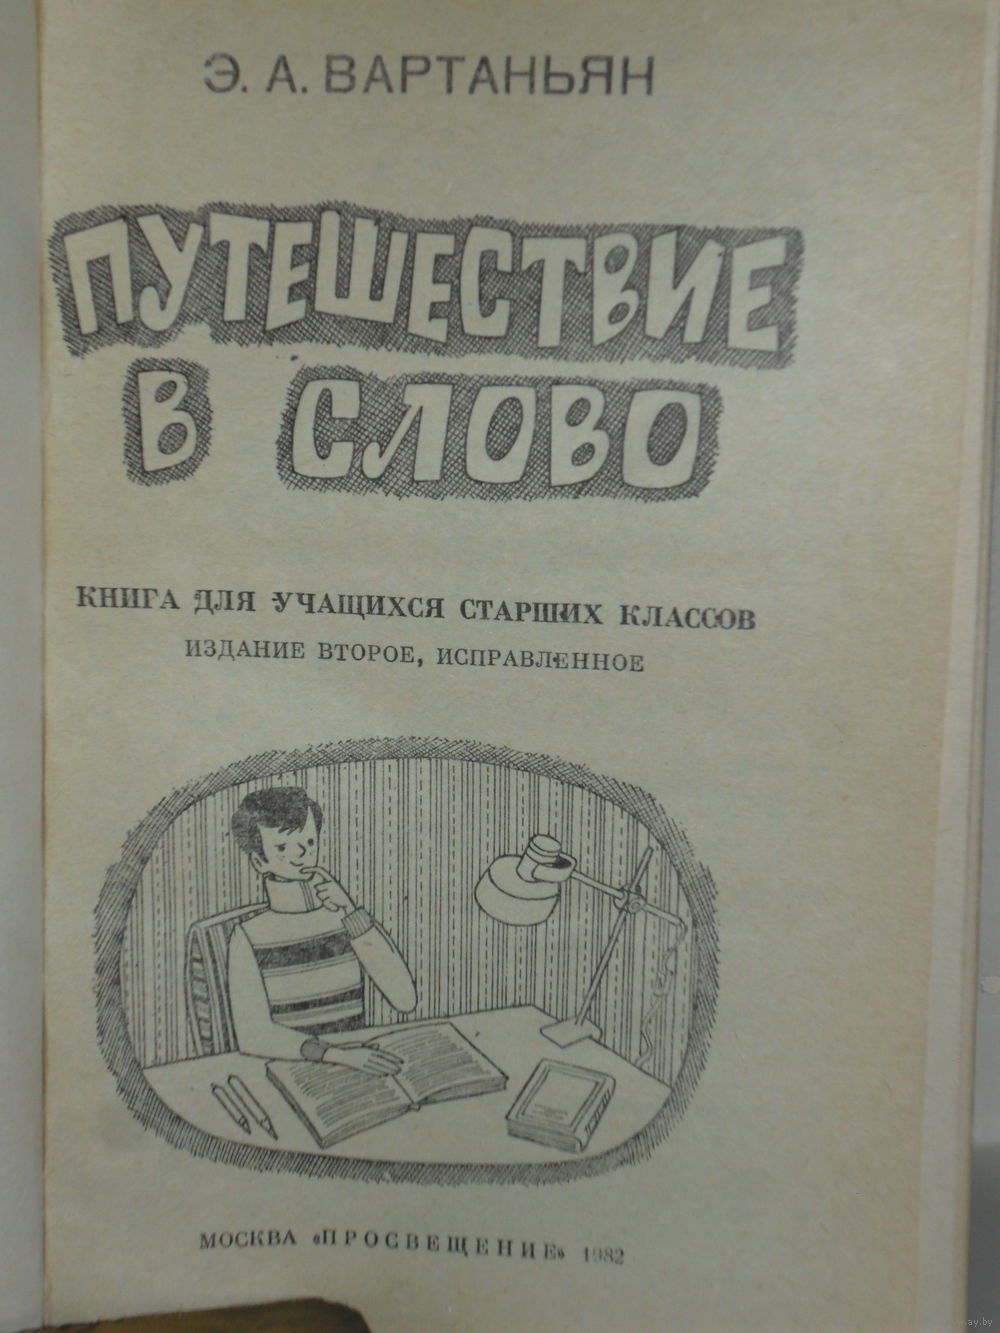 Э. А. ВАРТАНЬЯН
ПУТЕШЕСТВИЕ
В СЛОВО
КНИГА ДЛЯ УЧАЩИХСЯ СТАРШИХ КЛАССОВ
ИЗДАНИЕ ВТОРОЕ, ИСПРАВЛЕННОЕ
МОСКВА «ПРОСВЕЩЕНИЕ» 1982